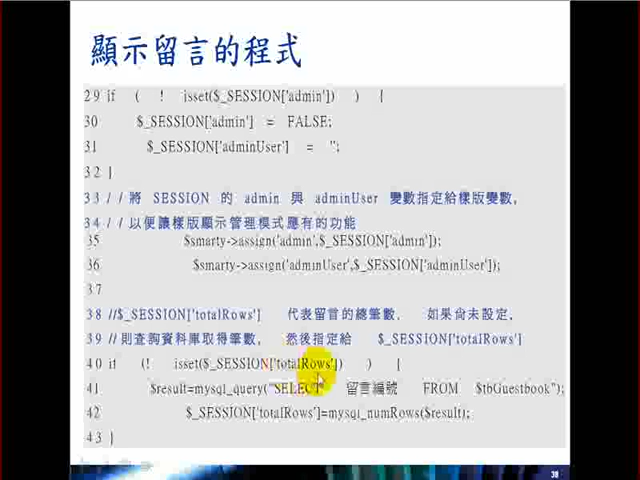 顯示留言的程式
29 if ( ! isset($_SESSION['admin']) ) {
30 $_SESSION['admin'] = FALSE;
31 $_SESSION['adminUser'] = '';
32 }
33 / / 將 SESSION 的 admin 與 adminUser 變數指定給樣版變數,
34 / / 以便讓樣版顯示管理模式應有的功能
35 $smarty->assign('admin',$_SESSION['admin']);
36 $smarty->assign('adminUser',$_SESSION['adminUser']);
37
38 //$_SESSION['totalRows'] 代表留言的總筆數, 如果尚未設定,
39 //則查詢資料庫取得筆數, 然後指定給 $_SESSION['totalRows']
40 if (! isset($_SESSION['totalRows']) ) {
41 $result=mysql_query("SELECT 留言編號 FROM $tbGuestbook");
42 $_SESSION['totalRows']=mysql_numRows($result);
43 }
38